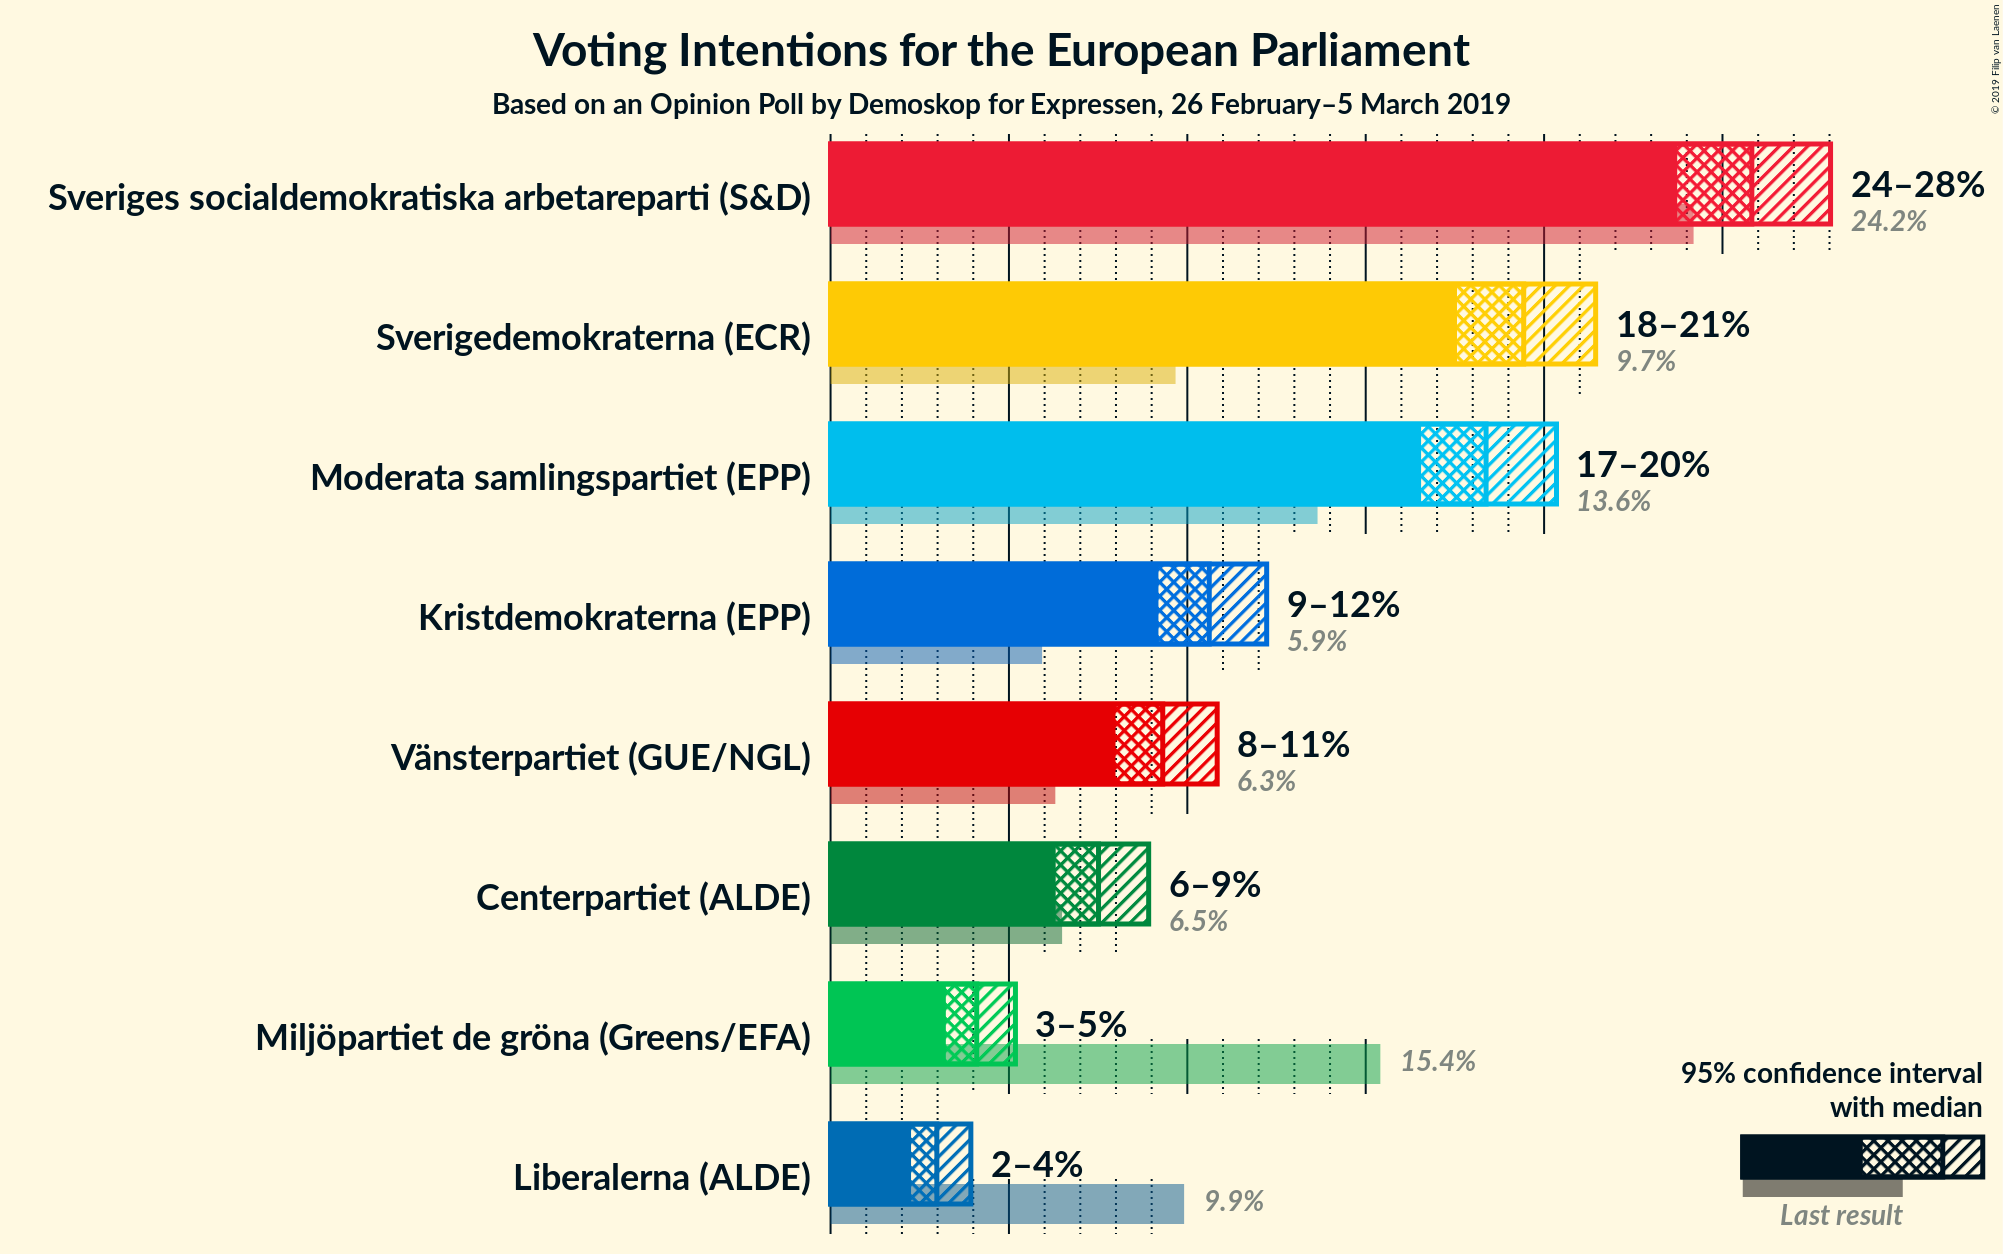 Voting Intentions for the European Parliament
Based on an Opinion Poll by Demoskop for Expressen, 26 February–5 March 2019
© 2019 Filip van Laenen
Sveriges socialdemokratiska arbetareparti (S&D)
24–28%
24.2%
Sverigedemokraterna (ECR)
18–21%
9.7%
Moderata samlingspartiet (EPP)
17–20%
13.6%
Kristdemokraterna (EPP)
9–12%
5.9%
Vänsterpartiet (GUE/NGL)
8–11%
6.3%
Centerpartiet (ALDE)
6–9%
6.5%
Miljöpartiet de gröna (Greens/EFA)
3–5%
15.4%
Liberalerna (ALDE)
2–4%
9.9%
95% confidence interval
with median
Last result